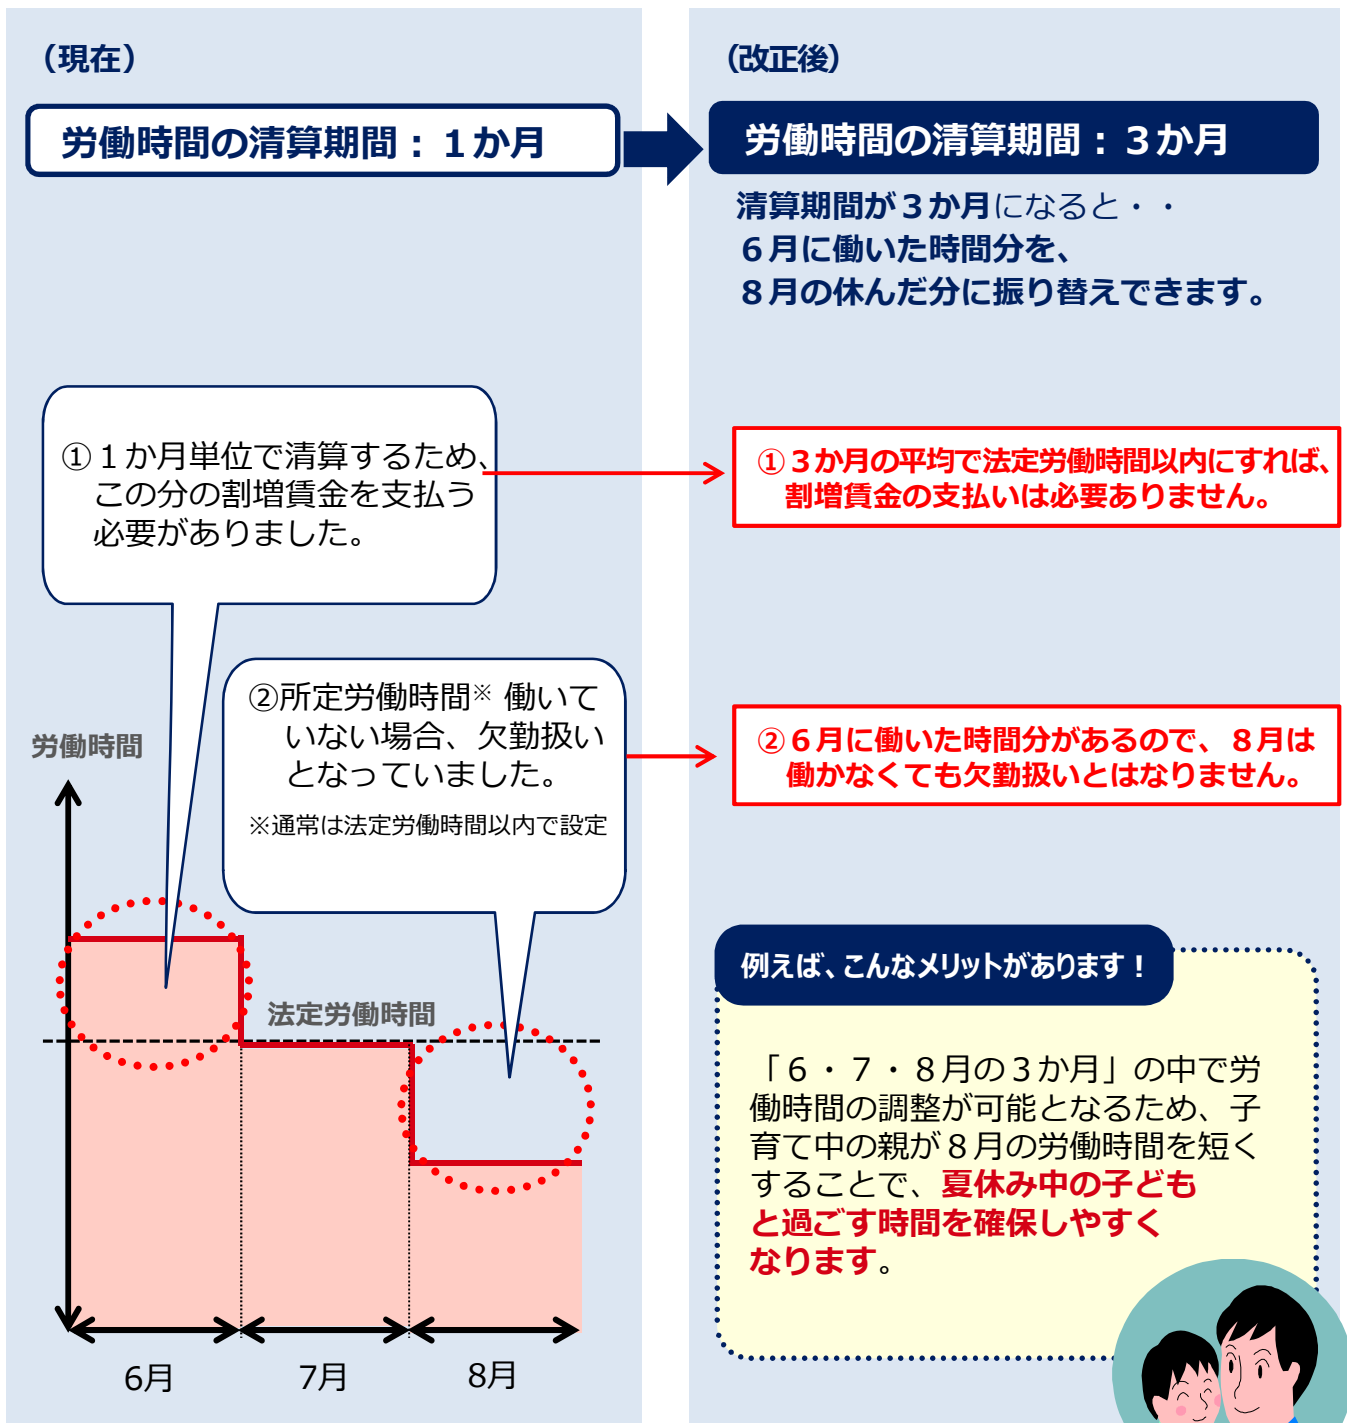 （現在）
労働時間の清算期間：１か月
①１か月単位で清算するため、
この分の割増賃金を支払う
必要がありました。
②所定労働時間※ 働いて
いない場合、欠勤扱い
となっていました。
※通常は法定労働時間以内で設定
労働時間
法定労働時間
6月
7月
8月
（改正後）
労働時間の清算期間：３か月
清算期間が３か月になると・・
６月に働いた時間分を、
８月の休んだ分に振り替えできます。
①３か月の平均で法定労働時間以内にすれば、
割増賃金の支払いは必要ありません。
②６月に働いた時間分があるので、８月は
働かなくても欠勤扱いとはなりません。
例えば、こんなメリットがあります！
「６・７・８月の３か月」の中で労
働時間の調整が可能となるため、子
育て中の親が８月の労働時間を短く
することで、夏休み中の子ども
と過ごす時間を確保しやすく
なります。